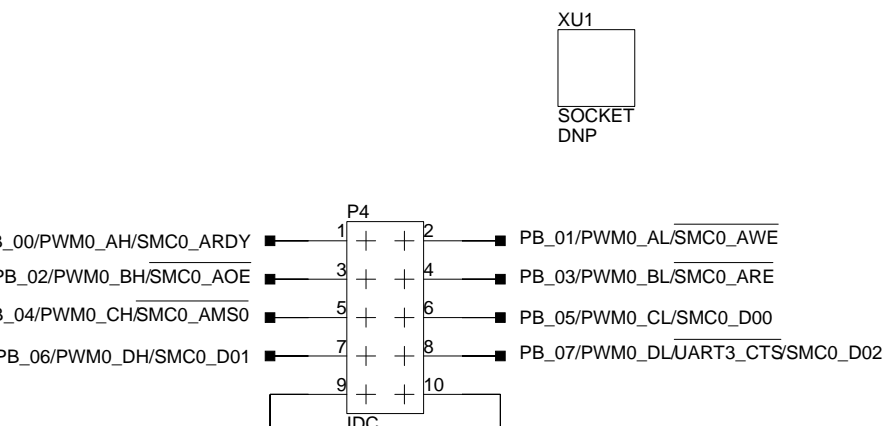 XU1
SOCKET
DNP
P4
B_00/PWM0_AH/SMC0_ARDY 1 2 PB_01/PWM0_AL/SMC0_AWE
PB_02/PWM0_BH/SMC0_AOE 3 4 PB_03/PWM0_BL/SMC0_ARE
B_04/PWM0_CH/SMC0_AMS0 5 6 PB_05/PWM0_CL/SMC0_D00
PB_06/PWM0_DH/SMC0_D01 7 8 PB_07/PWM0_DL/UART3_CTS/SMC0_D02
9 10
IDC